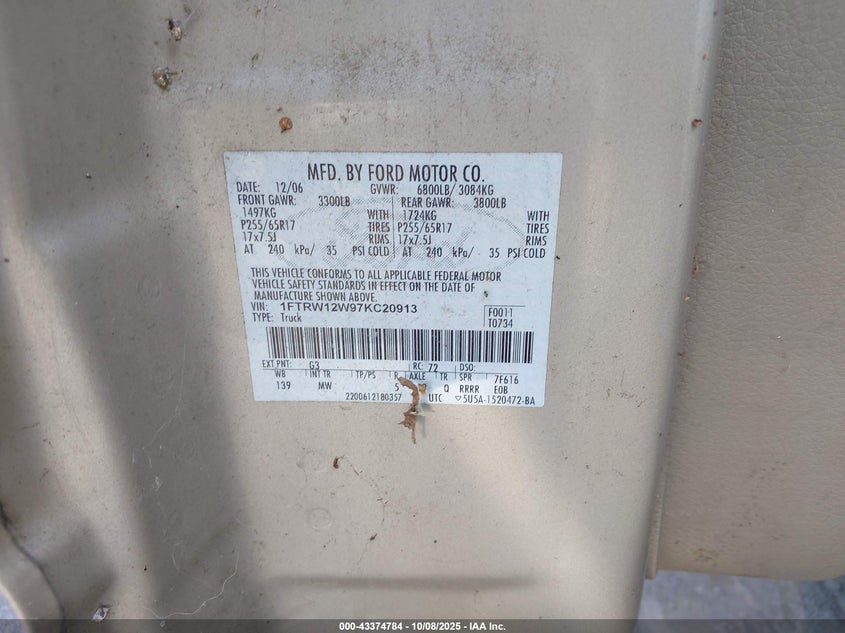 MFD. BY FORD MOTOR CO.
DATE: 12/06 GVWR: 6800LB/ 3084KG
FRONT GAWR: 3300LB REAR GAWR: 3800LB
1497KG WITH 1724KG WITH
P255/65R17 TIRES P255/65R17 TIRES
17x7.5J RIMS 17x7.5J RIMS
AT 240 kPa/ 35 PSI COLD AT 240 kPa/ 35 PSI COLD
THIS VEHICLE CONFORMS TO ALL APPLICABLE FEDERAL MOTOR
VEHICLE SAFETY STANDARDS IN EFFECT ON THE DATE OF
MANUFACTURE SHOWN ABOVE.
VIN: 1FTRW12W97KC20913 F0011
TYPE: Truck T0734
EXT PNT: G3 RC: 72 DSO:
WB INT TR TP/PS R AXLE TR SPR 7F616
139 MW 5 Q RRRR E0B
2200612180357 UTC ▽5U5A-1520472-BA
000-43374784 - 10/08/2025 - IAA Inc.